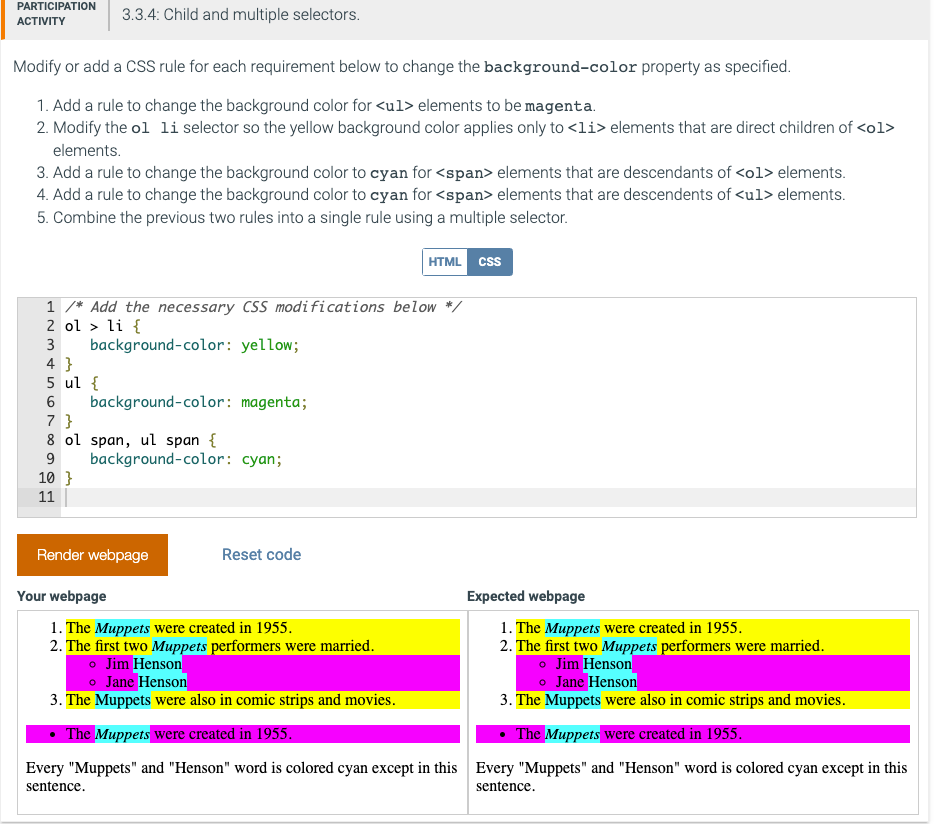 PARTICIPATION
ACTIVITY
3.3.4: Child and multiple selectors.
Modify or add a CSS rule for each requirement below to change the background-color property as specified.
1. Add a rule to change the background color for <ul> elements to be magenta.
2. Modify the ol li selector so the yellow background color applies only to <li> elements that are direct children of <ol>
elements.
3. Add a rule to change the background color to cyan for <span> elements that are descendants of <ol> elements.
4. Add a rule to change the background color to cyan for <span> elements that are descendents of <ul> elements.
5. Combine the previous two rules into a single rule using a multiple selector.
HTML CSS
1 /* Add the necessary CSS modifications below */
2 ol > li {
3 background-color: yellow;
4 }
5 ul {
6 background-color: magenta;
7 }
8 ol span, ul span {
9 background-color: cyan;
10 }
11
Render webpage Reset code
Your webpage
1. The Muppets were created in 1955.
2. The first two Muppets performers were married.
Jim Henson
Jane Henson
3. The Muppets were also in comic strips and movies.
• The Muppets were created in 1955.
Every "Muppets" and "Henson" word is colored cyan except in this
sentence.
Expected webpage
1. The Muppets were created in 1955.
2. The first two Muppets performers were married.
Jim Henson
Jane Henson
3. The Muppets were also in comic strips and movies.
• The Muppets were created in 1955.
Every "Muppets" and "Henson" word is colored cyan except in this
sentence.